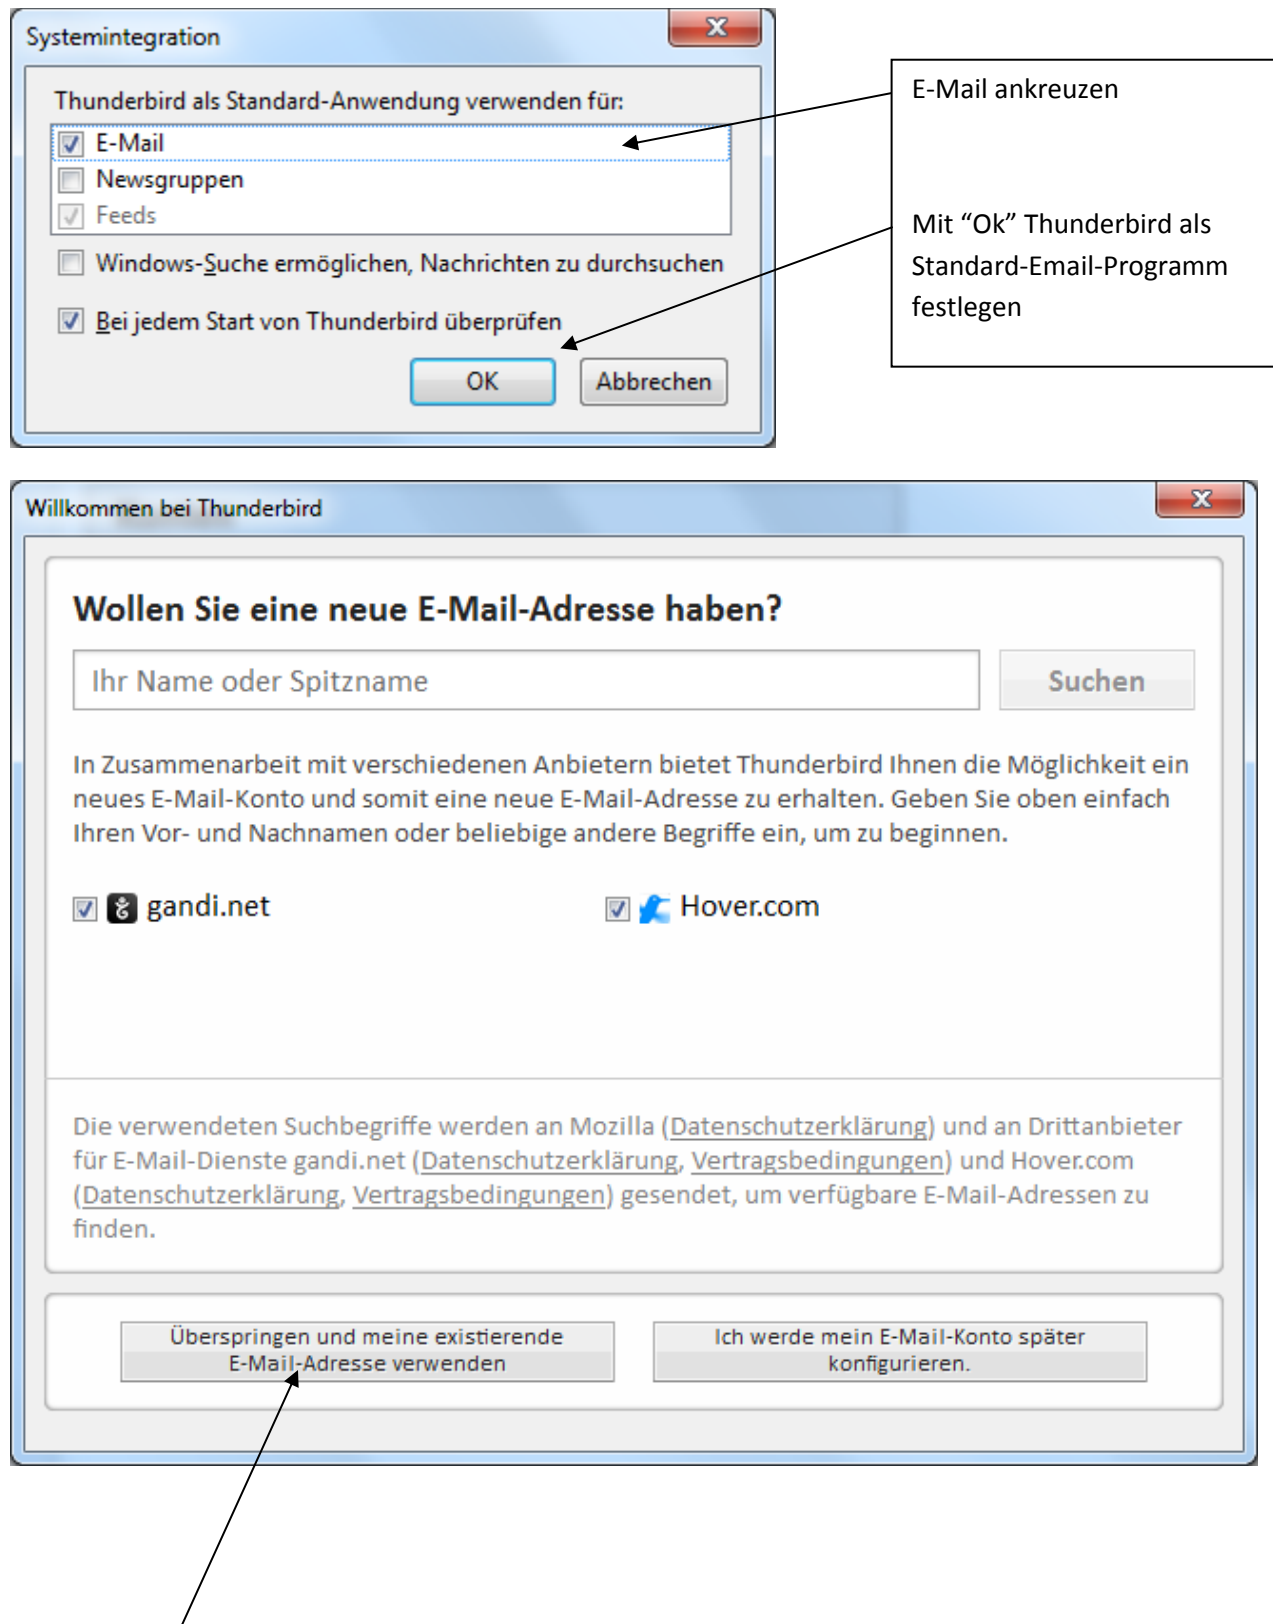 Systemintegration
Thunderbird als Standard-Anwendung verwenden für:
E-Mail
Newsgruppen
Feeds
Windows-Suche ermöglichen, Nachrichten zu durchsuchen
Bei jedem Start von Thunderbird überprüfen
OK
Abbrechen
E-Mail ankreuzen
Mit “Ok” Thunderbird als
Standard-Email-Programm
festlegen
Willkommen bei Thunderbird
Wollen Sie eine neue E-Mail-Adresse haben?
Ihr Name oder Spitzname
Suchen
In Zusammenarbeit mit verschiedenen Anbietern bietet Thunderbird Ihnen die Möglichkeit ein
neues E-Mail-Konto und somit eine neue E-Mail-Adresse zu erhalten. Geben Sie oben einfach
Ihren Vor- und Nachnamen oder beliebige andere Begriffe ein, um zu beginnen.
gandi.net
Hover.com
Die verwendeten Suchbegriffe werden an Mozilla (Datenschutzerklärung) und an Drittanbieter
für E-Mail-Dienste gandi.net (Datenschutzerklärung, Vertragsbedingungen) und Hover.com
(Datenschutzerklärung, Vertragsbedingungen) gesendet, um verfügbare E-Mail-Adressen zu
finden.
Überspringen und meine existierende
E-Mail-Adresse verwenden
Ich werde mein E-Mail-Konto später
konfigurieren.